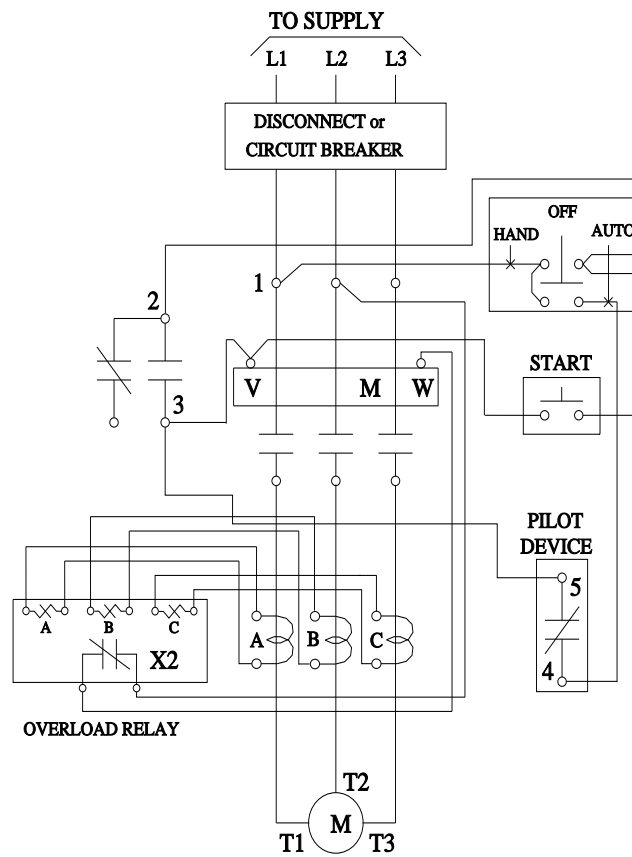 TO SUPPLY
L1 L2 L3
DISCONNECT or
CIRCUIT BREAKER
OFF
HAND AUTO
1
2
START
V M W
3
PILOT
DEVICE
5
A B C
A B C
X2
4
OVERLOAD RELAY
T2
M
T1 T3